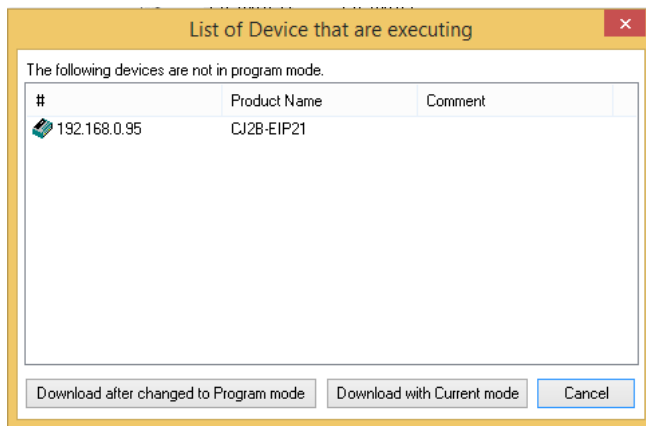 List of Device that are executing
The following devices are not in program mode.
# Product Name Comment
192.168.0.95 CJ2B-EIP21
Download after changed to Program mode Download with Current mode Cancel